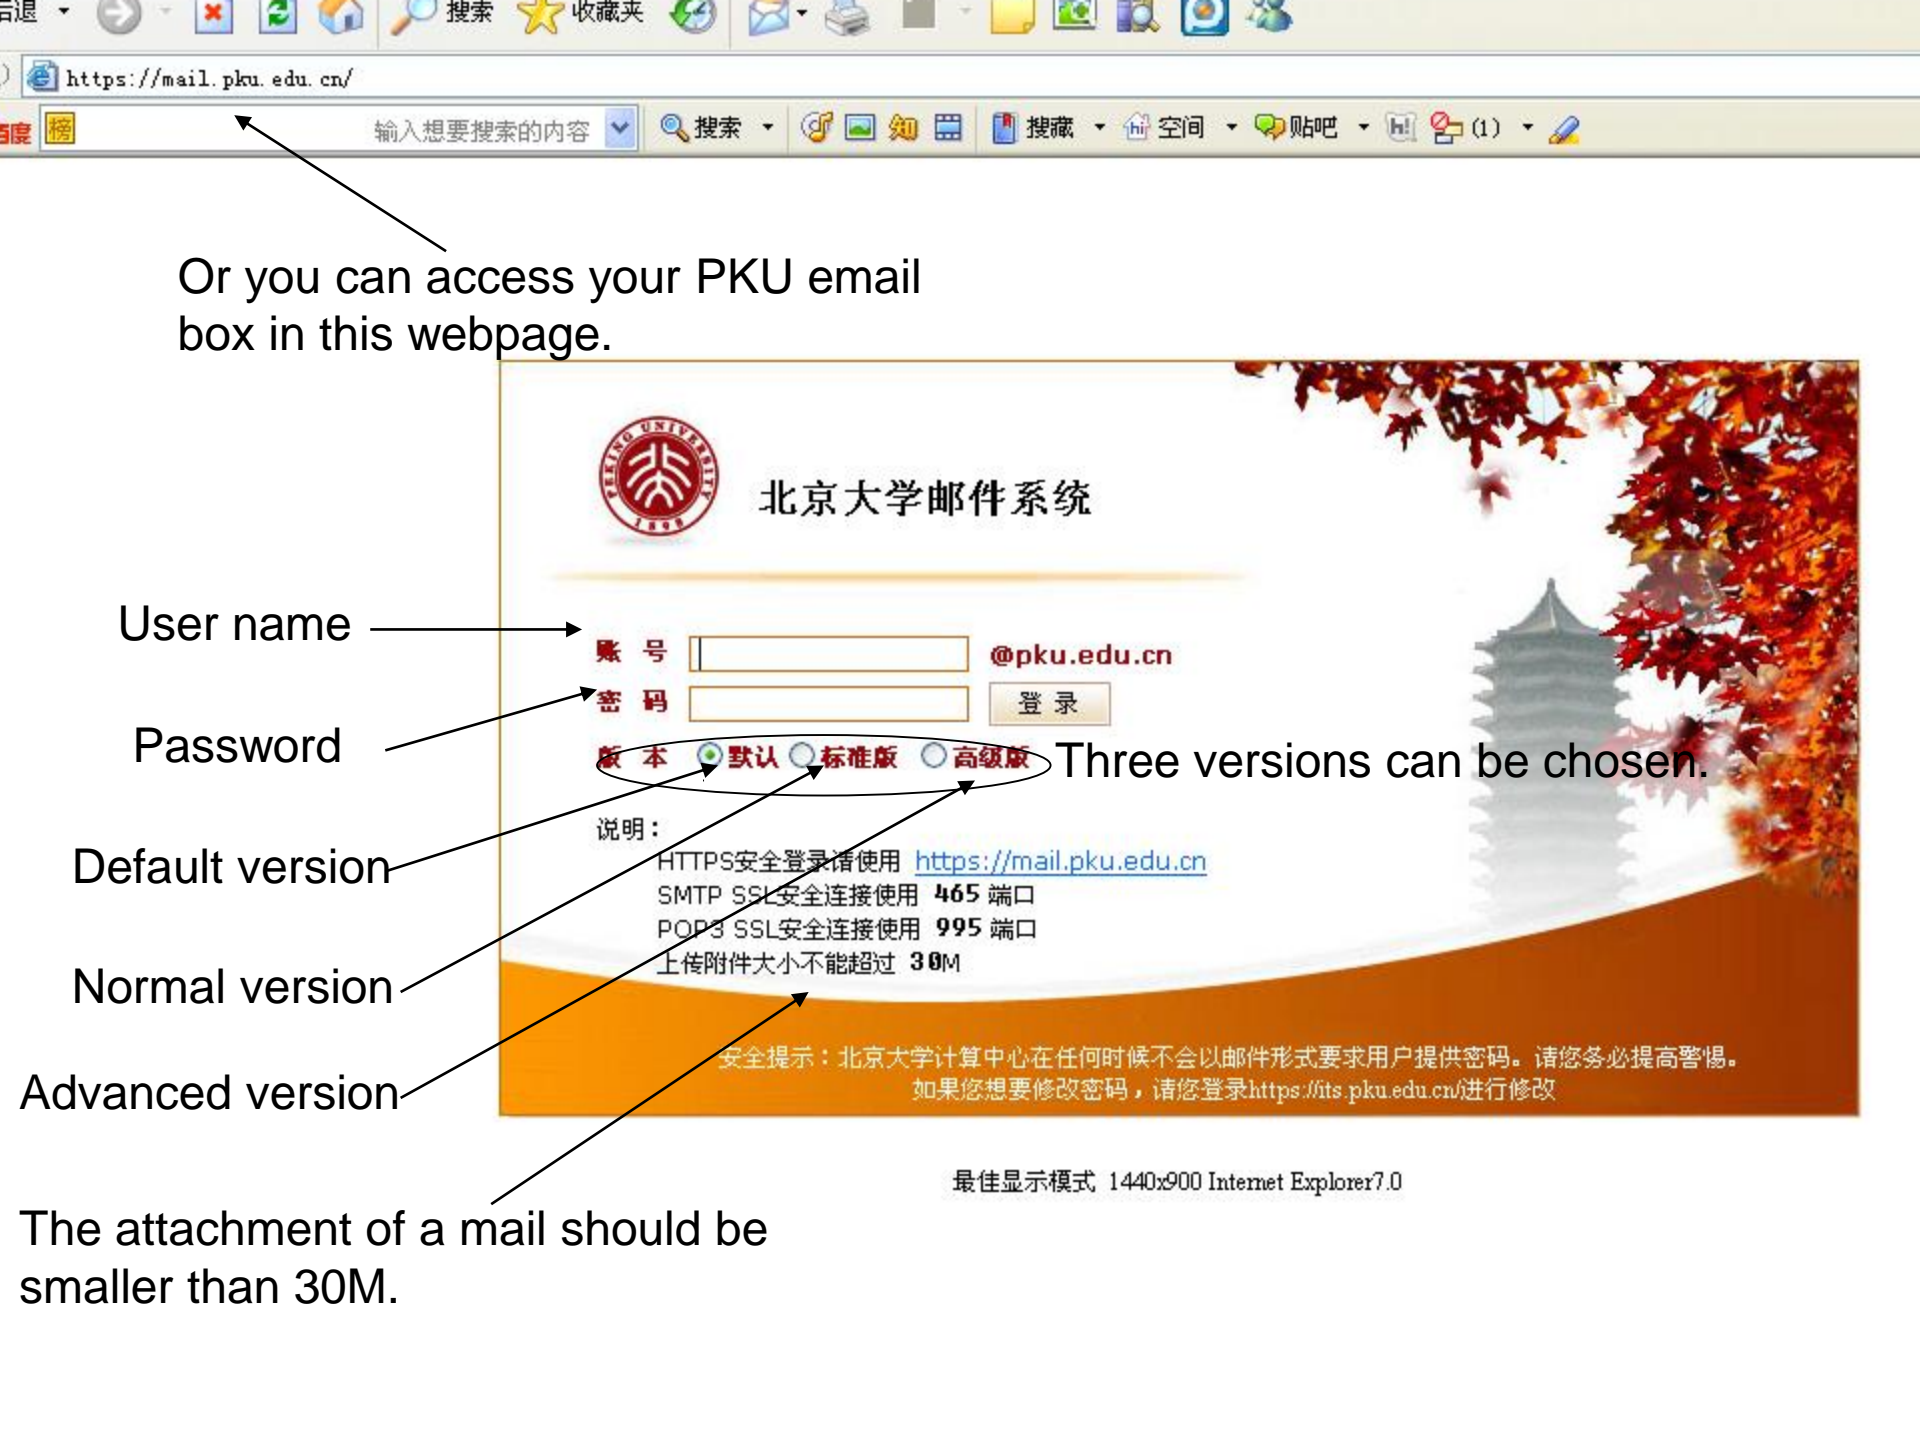 后退 搜索 收藏夹
https://mail.pku.edu.cn/
百度 榜 输入想要搜索的内容 搜索 知 搜藏 hi 空间 贴吧 h! (1)
Or you can access your PKU email
box in this webpage.
PEKING UNIVERSITY
1898
北京大学邮件系统
User name
账 号 @pku.edu.cn
密 码 登 录
Password
版 本 默认 标准版 高级版 Three versions can be chosen.
说明：
HTTPS安全登录请使用 https://mail.pku.edu.cn
Default version
SMTP SSL安全连接使用 465 端口
POP3 SSL安全连接使用 995 端口
上传附件大小不能超过 30M
Normal version
安全提示：北京大学计算中心在任何时候不会以邮件形式要求用户提供密码。请您务必提高警惕。
如果您想要修改密码，请您登录https://its.pku.edu.cn/进行修改
Advanced version
最佳显示模式 1440x900 Internet Explorer7.0
The attachment of a mail should be
smaller than 30M.